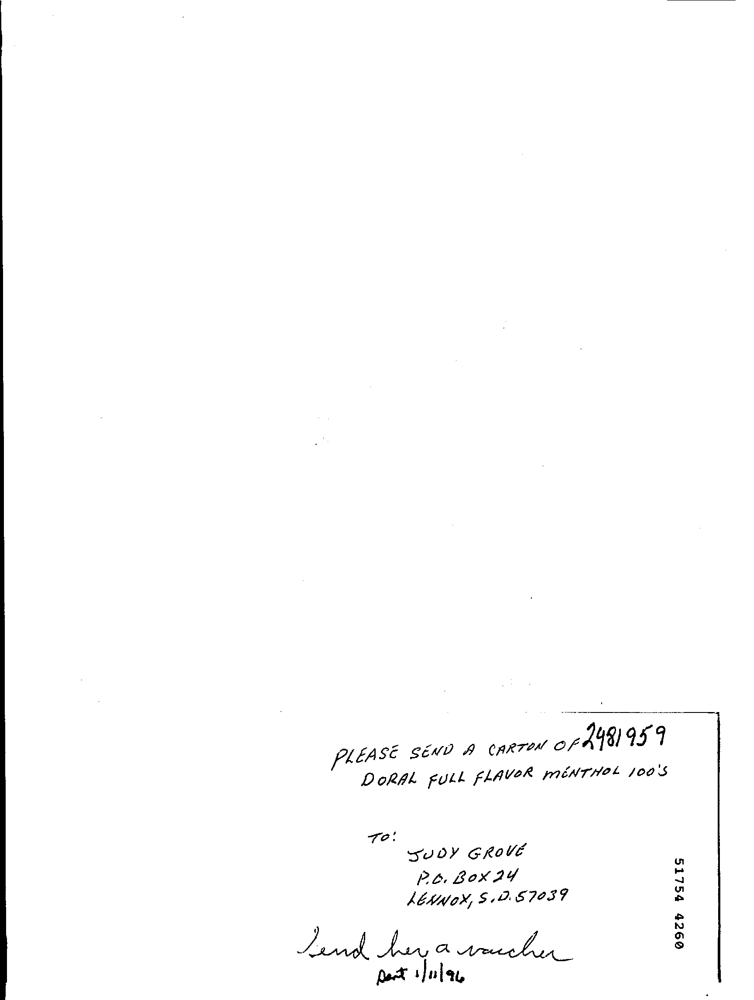 PLEASE SEND A CARTON OF 2481959
DORAL FULL FLAVOR MENTHOL 100'S
TO:
JUDY GROVE
P.O. BOX 24
LENNOX, S.D. 57039
Send her a voucher
sent 1/11/96
51754 4260